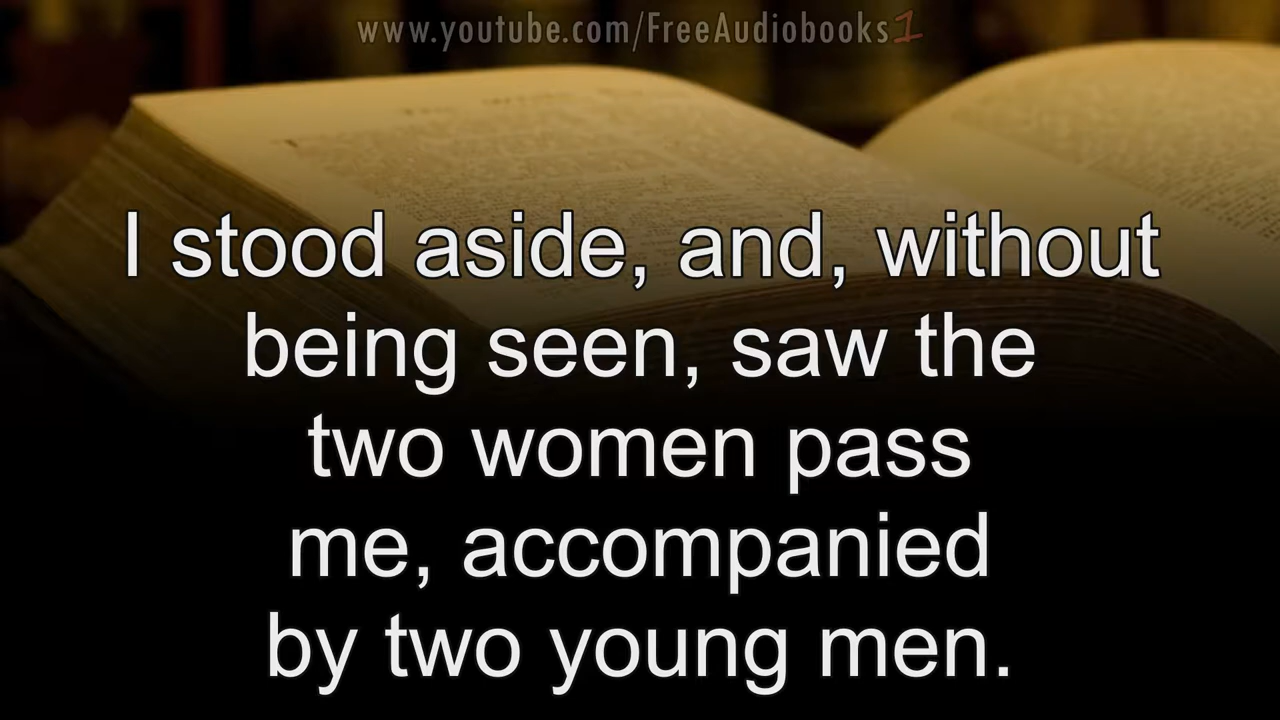 www.youtube.com/FreeAudiobooks1
I stood aside, and, without
being seen, saw the
two women pass
me, accompanied
by two young men.